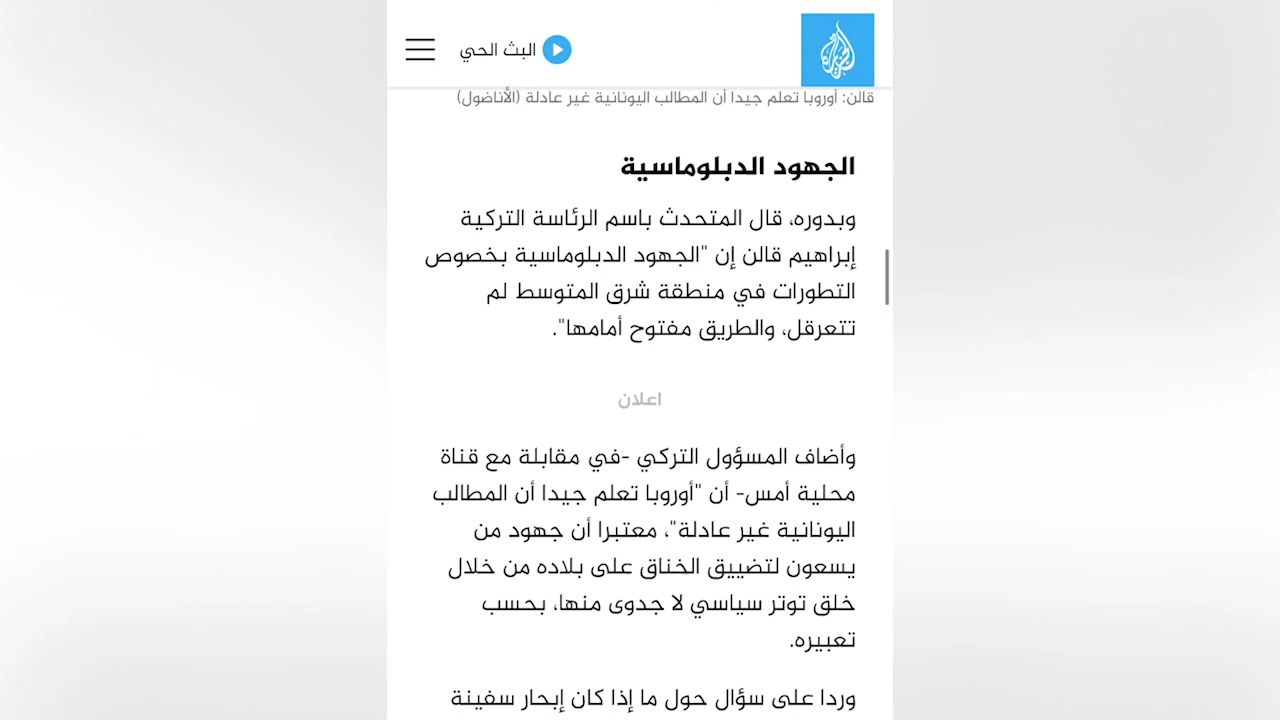 البث الحي
الجزيرة
قالن: أوروبا تعلم جيدا أن المطالب اليونانية غير عادلة (الأناضول)
الجهود الدبلوماسية
وبدوره، قال المتحدث باسم الرئاسة التركية
إبراهيم قالن إن "الجهود الدبلوماسية بخصوص
التطورات في منطقة شرق المتوسط لم
تتعرقل، والطريق مفتوح أمامها".
اعلان
وأضاف المسؤول التركي -في مقابلة مع قناة
محلية أمس- أن "أوروبا تعلم جيدا أن المطالب
اليونانية غير عادلة"، معتبرا أن جهود من
يسعون لتضييق الخناق على بلاده من خلال
خلق توتر سياسي لا جدوى منها، بحسب
تعبيره.
وردا على سؤال حول ما إذا كان إبحار سفينة